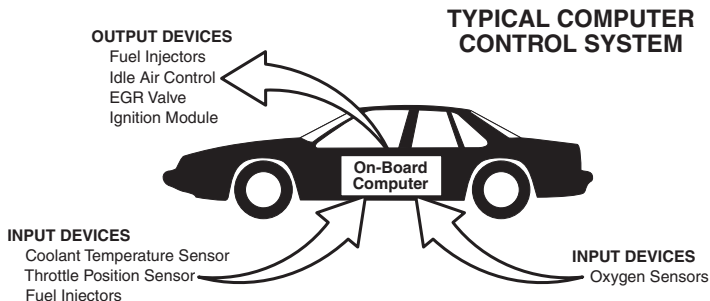 TYPICAL COMPUTER
CONTROL SYSTEM
OUTPUT DEVICES
Fuel Injectors
Idle Air Control
EGR Valve
Ignition Module
On-Board
Computer
INPUT DEVICES
Coolant Temperature Sensor
Throttle Position Sensor
Fuel Injectors
INPUT DEVICES
Oxygen Sensors